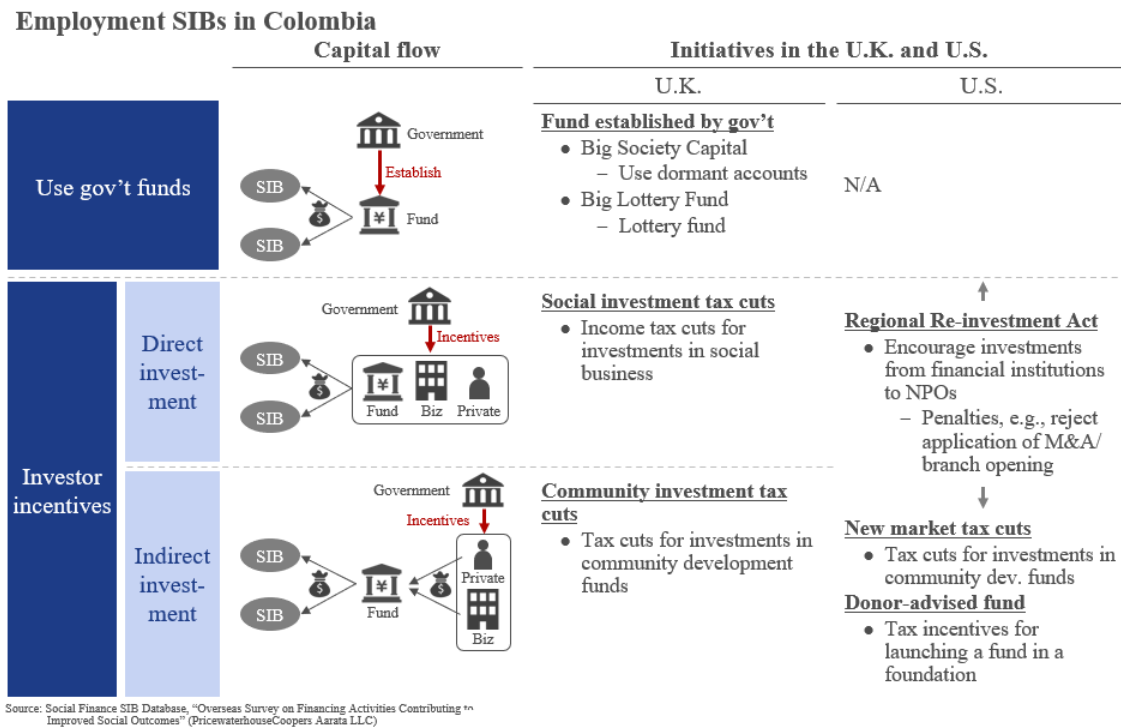 Employment SIBs in Colombia
Capital flow
Initiatives in the U.K. and U.S.
U.K.
U.S.
Use gov't funds
Government
Establish
SIB
SIB
¥
Fund
$
Fund established by gov't
● Big Society Capital
– Use dormant accounts
● Big Lottery Fund
– Lottery fund
N/A
Investor
incentives
Direct
invest-
ment
Government
Incentives
SIB
SIB
$
¥
Fund
Biz
Private
Social investment tax cuts
● Income tax cuts for
investments in social
business
Regional Re-investment Act
● Encourage investments
from financial institutions
to NPOs
– Penalties, e.g., reject
application of M&A/
branch opening
Indirect
invest-
ment
Government
Incentives
SIB
SIB
$
¥
Fund
$
Private
Biz
Community investment tax
cuts
● Tax cuts for investments in
community development
funds
New market tax cuts
● Tax cuts for investments in
community dev. funds
Donor-advised fund
● Tax incentives for
launching a fund in a
foundation
Source: Social Finance SIB Database, "Overseas Survey on Financing Activities Contributing to
Improved Social Outcomes" (PricewaterhouseCoopers Aarata LLC)